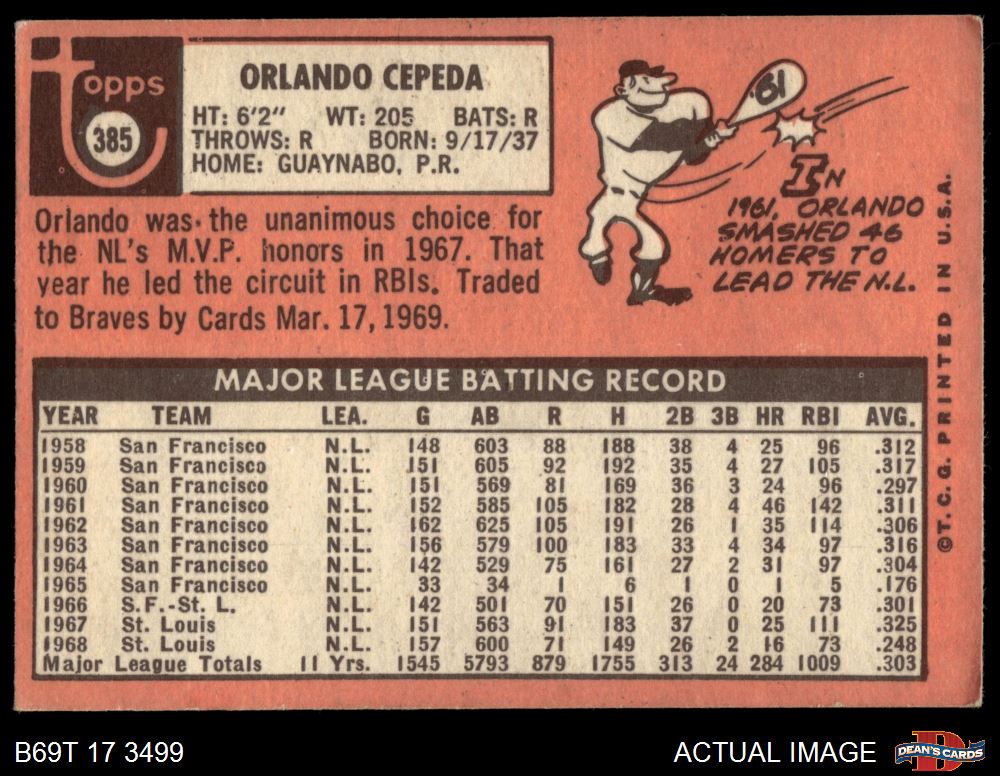 topps
385
ORLANDO CEPEDA
HT: 6'2" WT: 205 BATS: R
THROWS: R BORN: 9/17/37
HOME: GUAYNABO, P.R.
Orlando was the unanimous choice for
the NL's M.V.P. honors in 1967. That
year he led the circuit in RBIs. Traded
to Braves by Cards Mar. 17, 1969.
'61
IN
1961, ORLANDO
SMASHED 46
HOMERS TO
LEAD THE N.L.
©T.C.G. PRINTED IN U.S.A.
MAJOR LEAGUE BATTING RECORD
YEAR TEAM LEA. G AB R H 2B 3B HR RBI AVG.
1958 San Francisco N.L. 148 603 88 188 38 4 25 96 .312
1959 San Francisco N.L. 151 605 92 192 35 4 27 105 .317
1960 San Francisco N.L. 151 569 81 169 36 3 24 96 .297
1961 San Francisco N.L. 152 585 105 182 28 4 46 142 .311
1962 San Francisco N.L. 162 625 105 191 26 1 35 114 .306
1963 San Francisco N.L. 156 579 100 183 33 4 34 97 .316
1964 San Francisco N.L. 142 529 75 161 27 2 31 97 .304
1965 San Francisco N.L. 33 34 1 6 1 0 1 5 .176
1966 S.F.-St. L. N.L. 142 501 70 151 26 0 20 73 .301
1967 St. Louis N.L. 151 563 91 183 37 0 25 111 .325
1968 St. Louis N.L. 157 600 71 149 26 2 16 73 .248
Major League Totals 11 Yrs. 1545 5793 879 1755 313 24 284 1009 .303
B69T 17 3499
ACTUAL IMAGE
DEAN'S CARDS